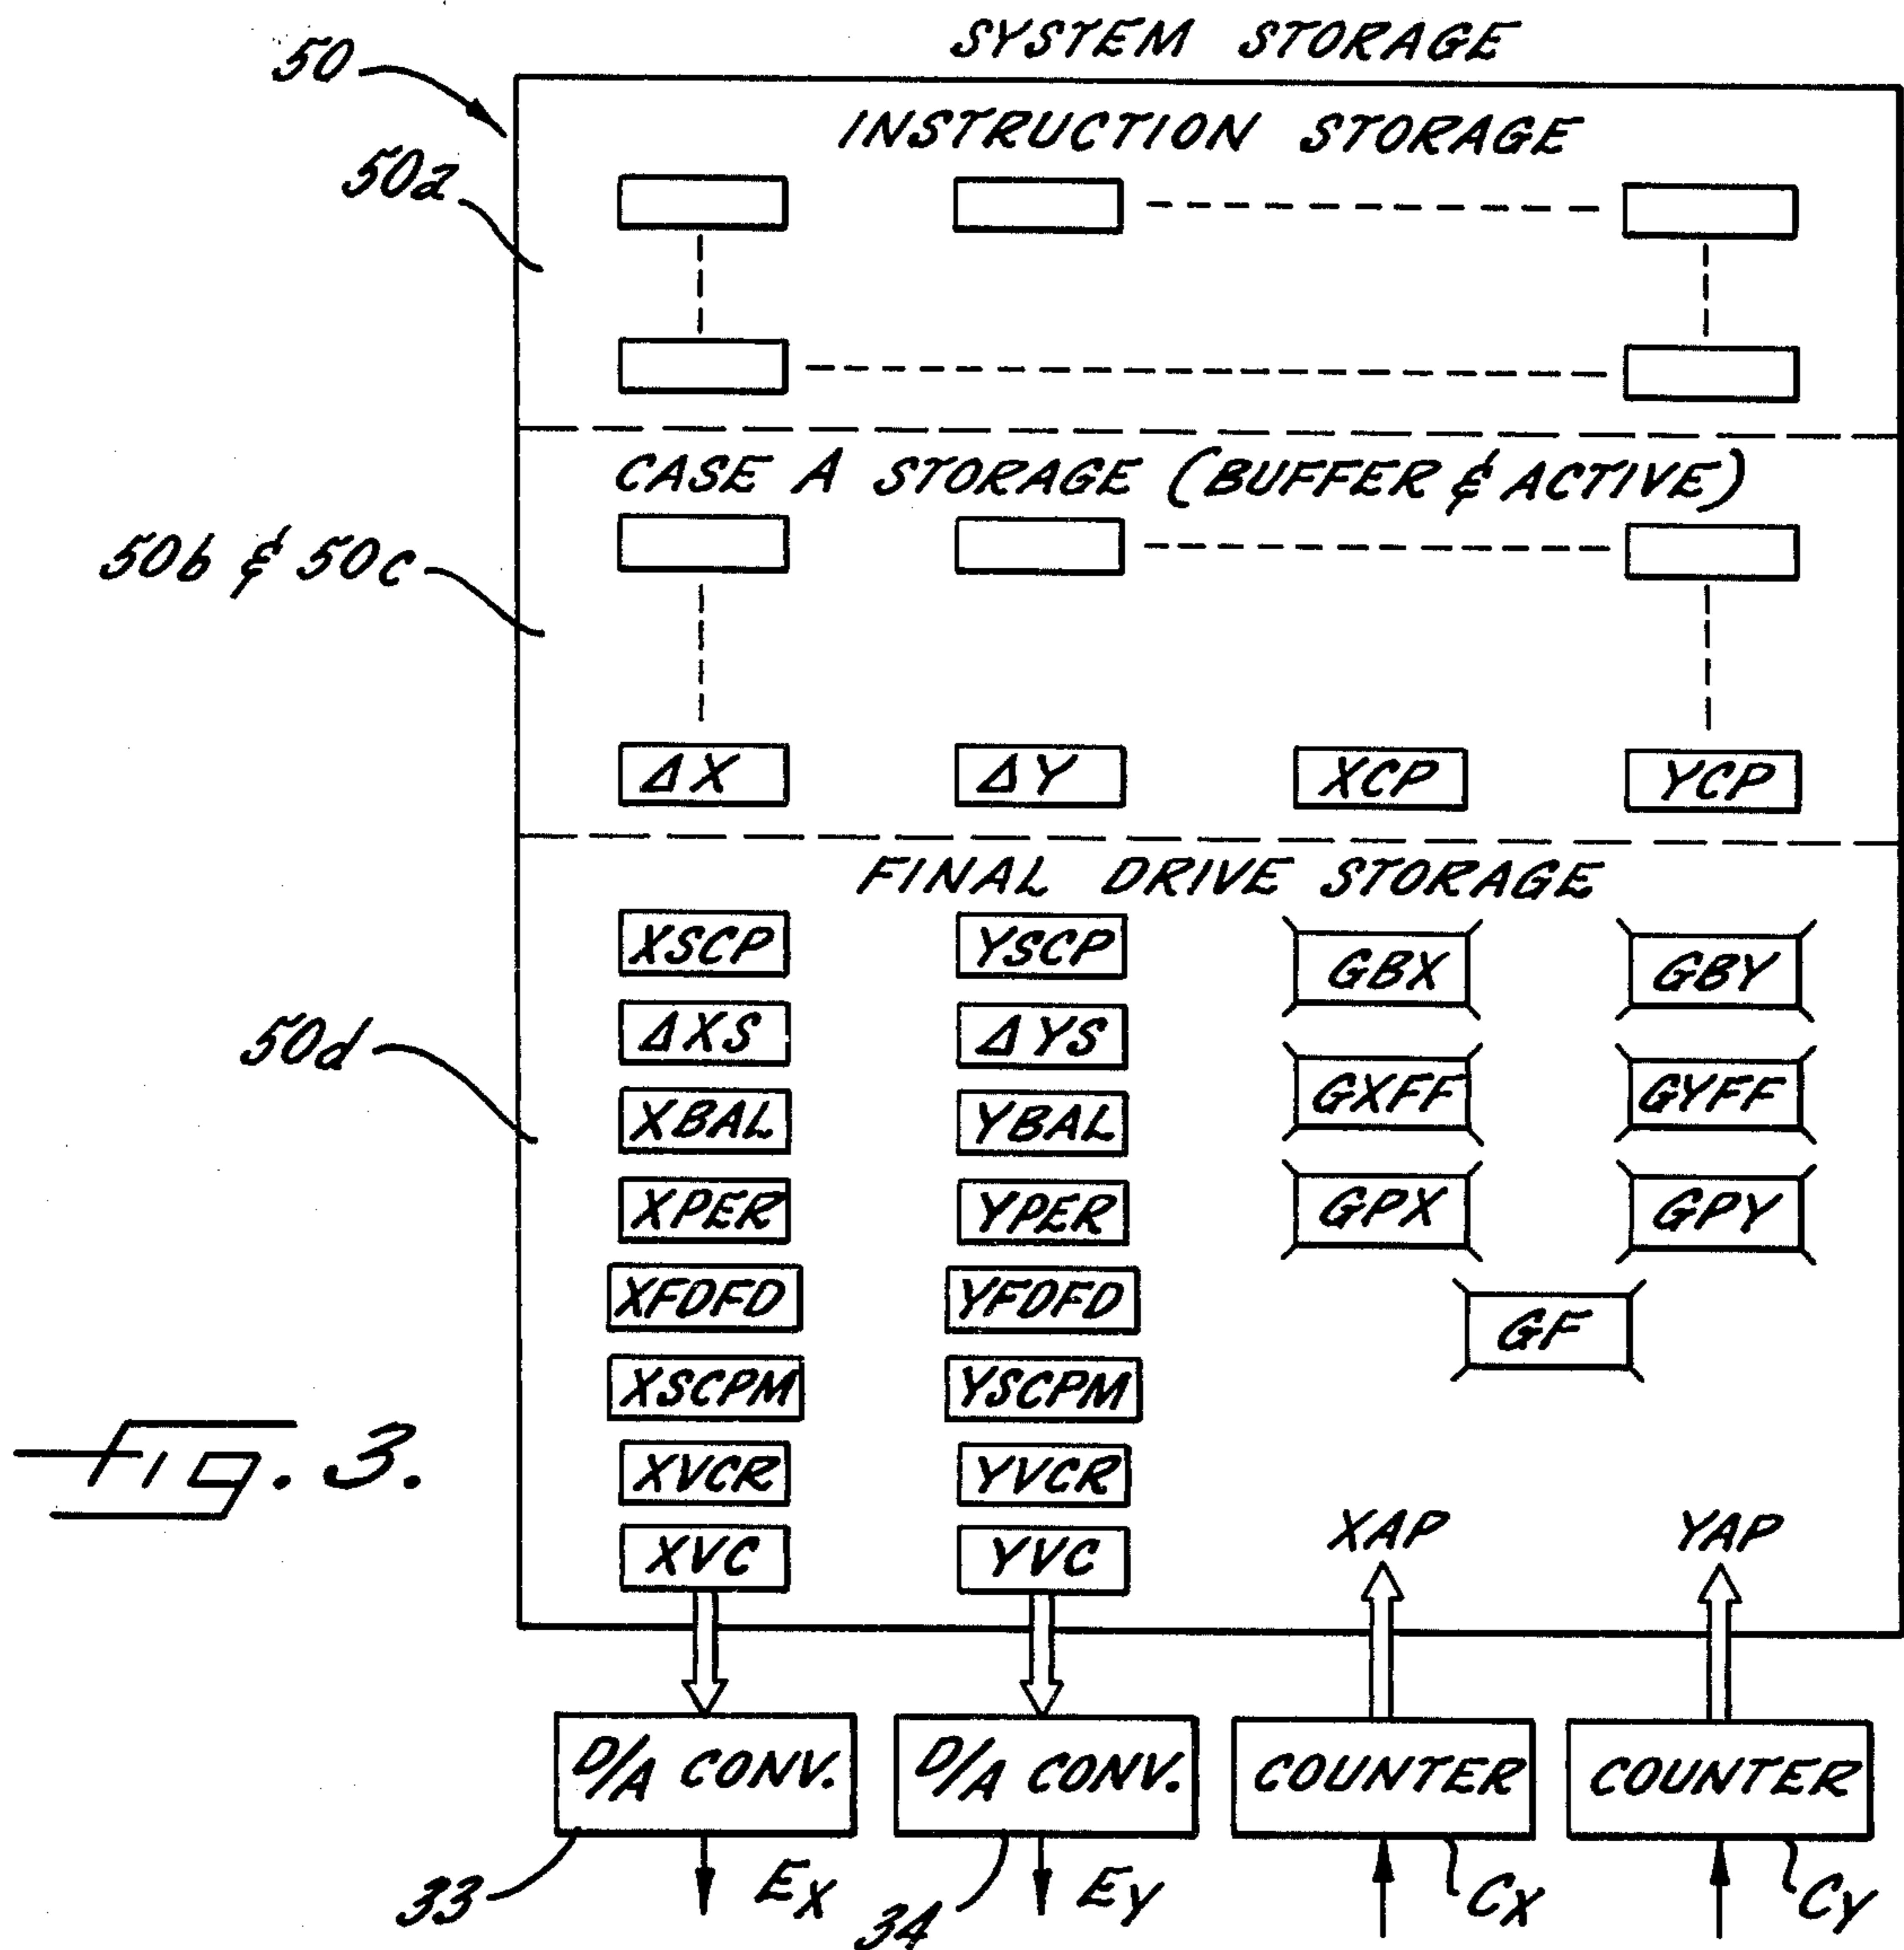 SYSTEM STORAGE
50
INSTRUCTION STORAGE
50a
CASE A STORAGE (BUFFER & ACTIVE)
50b & 50c
ΔX ΔY XCP YCP
FINAL DRIVE STORAGE
XSCP YSCP GBX GBY
50d
ΔXS ΔYS
XBAL YBAL GXFF GYFF
XPER YPER GPX GPY
XFDFD YFDFD GF
XSCPM YSCPM
Fig. 3.
XVCR YVCR
XVC YVC XAP YAP
D/A CONV. D/A CONV. COUNTER COUNTER
33 EX 34 EY CX CY